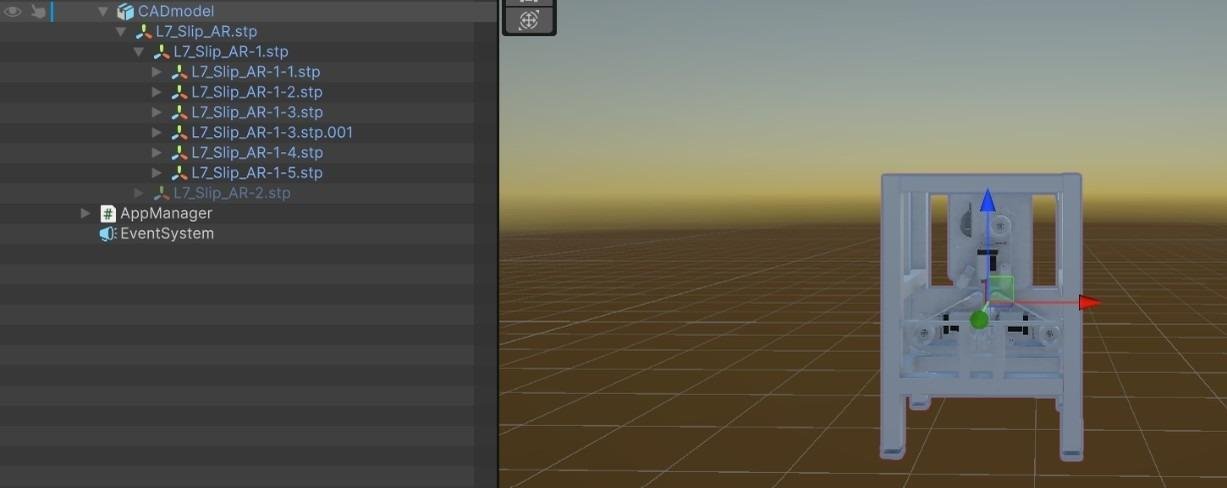 CADmodel
L7_Slip_AR.stp
L7_Slip_AR-1.stp
L7_Slip_AR-1-1.stp
L7_Slip_AR-1-2.stp
L7_Slip_AR-1-3.stp
L7_Slip_AR-1-3.stp.001
L7_Slip_AR-1-4.stp
L7_Slip_AR-1-5.stp
L7_Slip_AR-2.stp
# AppManager
EventSystem